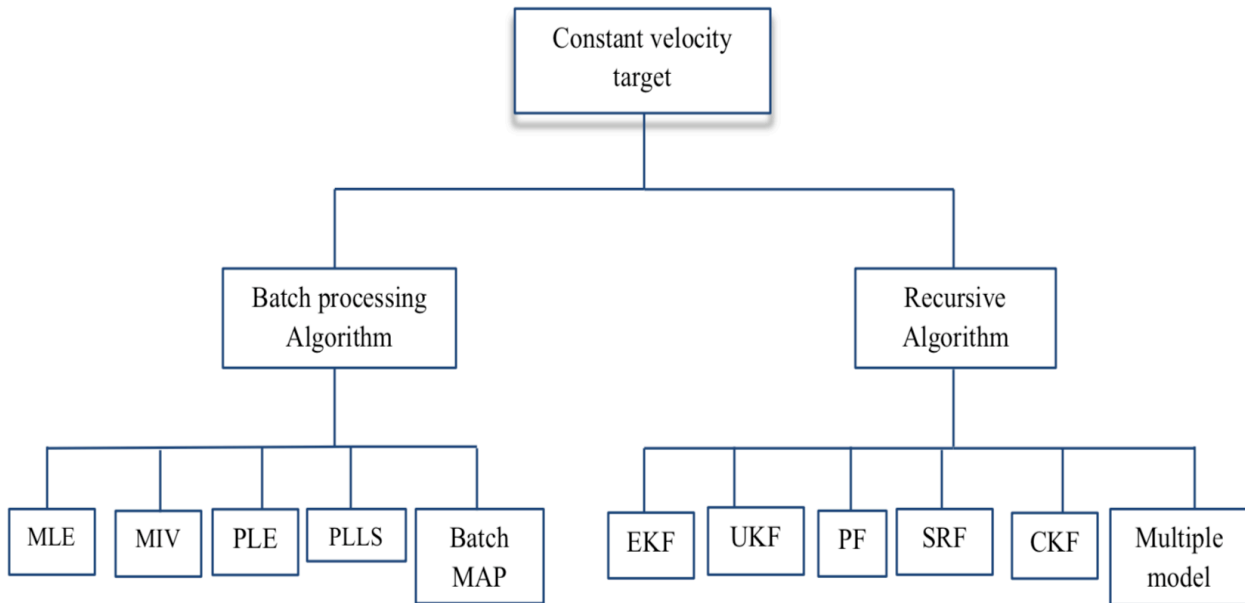 Constant velocity
target
Batch processing
Algorithm
Recursive
Algorithm
MLE
MIV
PLE
PLLS
Batch
MAP
EKF
UKF
PF
SRF
CKF
Multiple
model